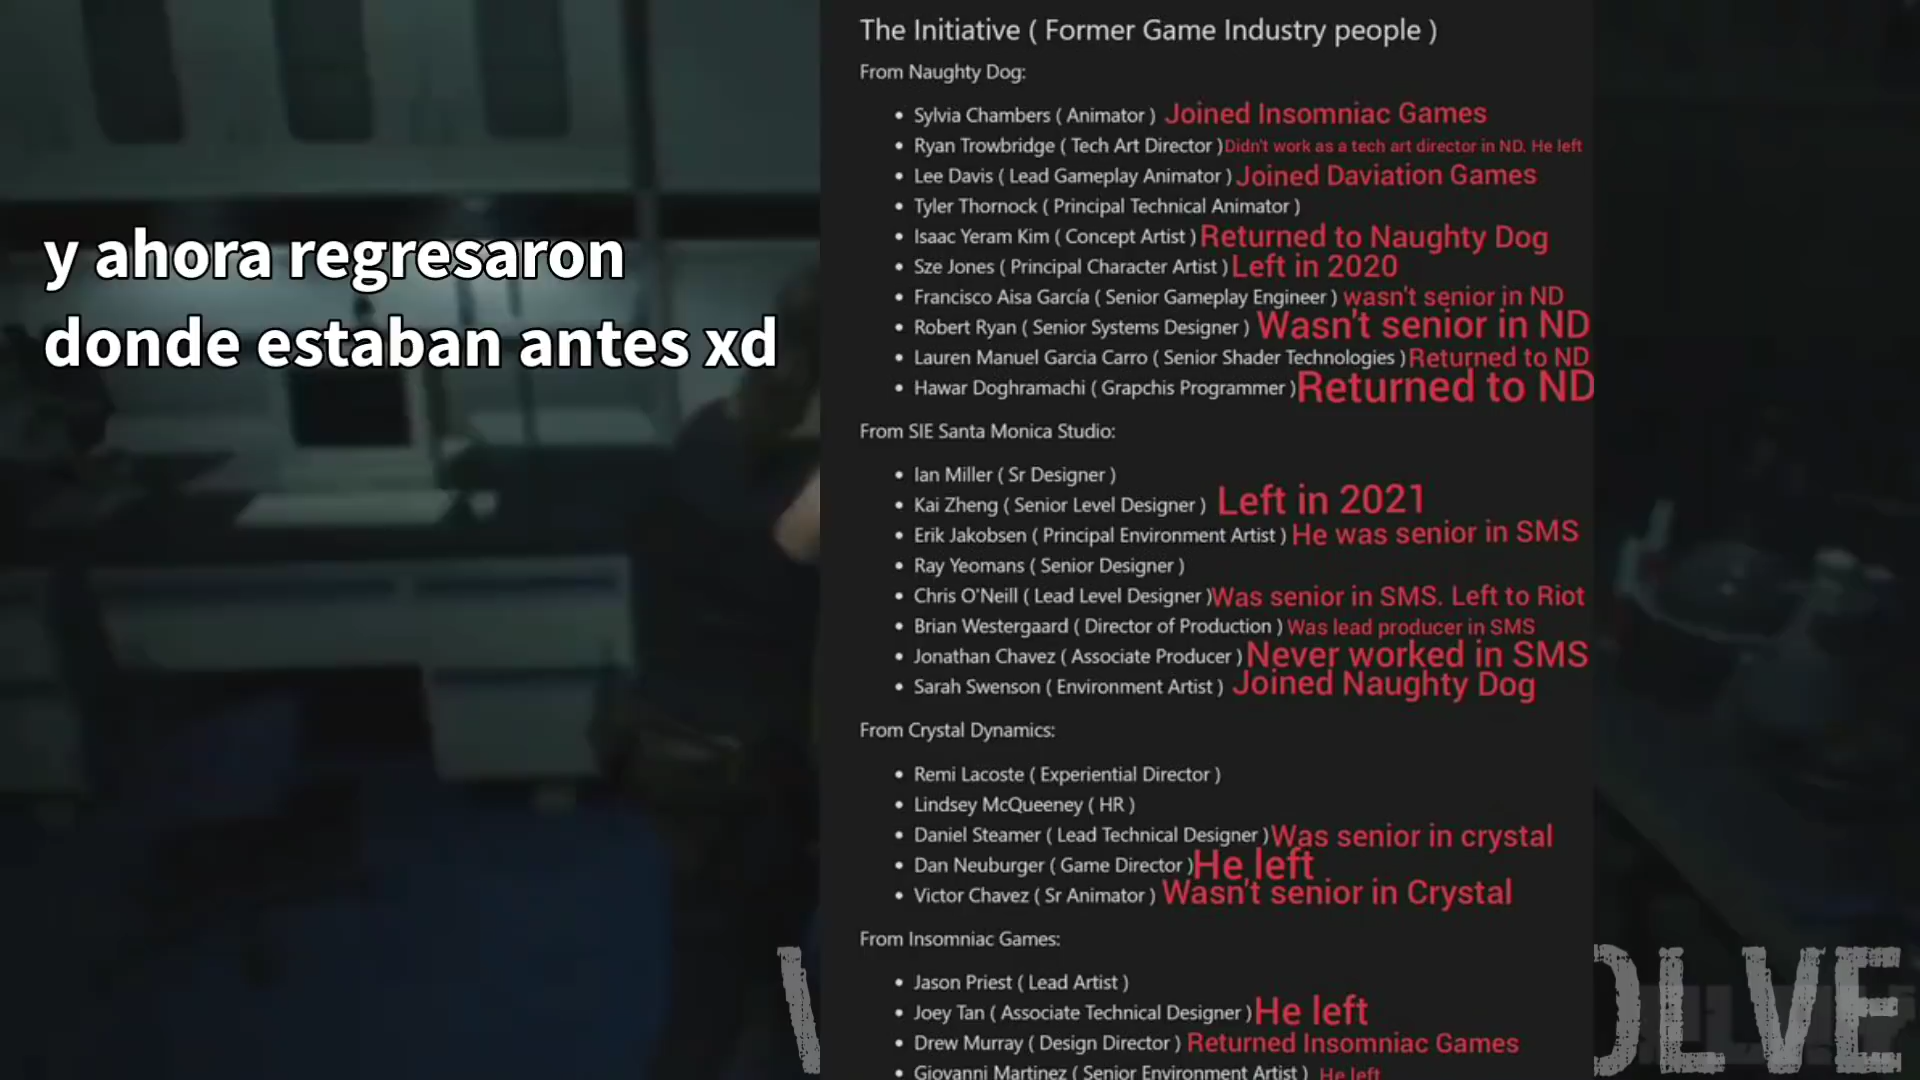 y ahora regresaron
donde estaban antes xd
The Initiative ( Former Game Industry people )
From Naughty Dog:
• Sylvia Chambers ( Animator ) Joined Insomniac Games
• Ryan Trowbridge ( Tech Art Director ) Didn't work as a tech art director in ND. He left
• Lee Davis ( Lead Gameplay Animator ) Joined Daviation Games
• Tyler Thornock ( Principal Technical Animator )
• Isaac Yeram Kim ( Concept Artist ) Returned to Naughty Dog
• Sze Jones ( Principal Character Artist ) Left in 2020
• Francisco Aisa García ( Senior Gameplay Engineer ) wasn't senior in ND
• Robert Ryan ( Senior Systems Designer ) Wasn't senior in ND
• Lauren Manuel Garcia Carro ( Senior Shader Technologies ) Returned to ND
• Hawar Doghramachi ( Grapchis Programmer ) Returned to ND
From SIE Santa Monica Studio:
• Ian Miller ( Sr Designer )
• Kai Zheng ( Senior Level Designer ) Left in 2021
• Erik Jakobsen ( Principal Environment Artist ) He was senior in SMS
• Ray Yeomans ( Senior Designer )
• Chris O'Neill ( Lead Level Designer ) Was senior in SMS. Left to Riot
• Brian Westergaard ( Director of Production ) Was lead producer in SMS
• Jonathan Chavez ( Associate Producer ) Never worked in SMS
• Sarah Swenson ( Environment Artist ) Joined Naughty Dog
From Crystal Dynamics:
• Remi Lacoste ( Experiential Director )
• Lindsey McQueeney ( HR )
• Daniel Steamer ( Lead Technical Designer ) Was senior in crystal
• Dan Neuburger ( Game Director ) He left
• Victor Chavez ( Sr Animator ) Wasn't senior in Crystal
From Insomniac Games:
• Jason Priest ( Lead Artist )
• Joey Tan ( Associate Technical Designer ) He left
• Drew Murray ( Design Director ) Returned Insomniac Games
• Giovanni Martinez ( Senior Environment Artist ) He left